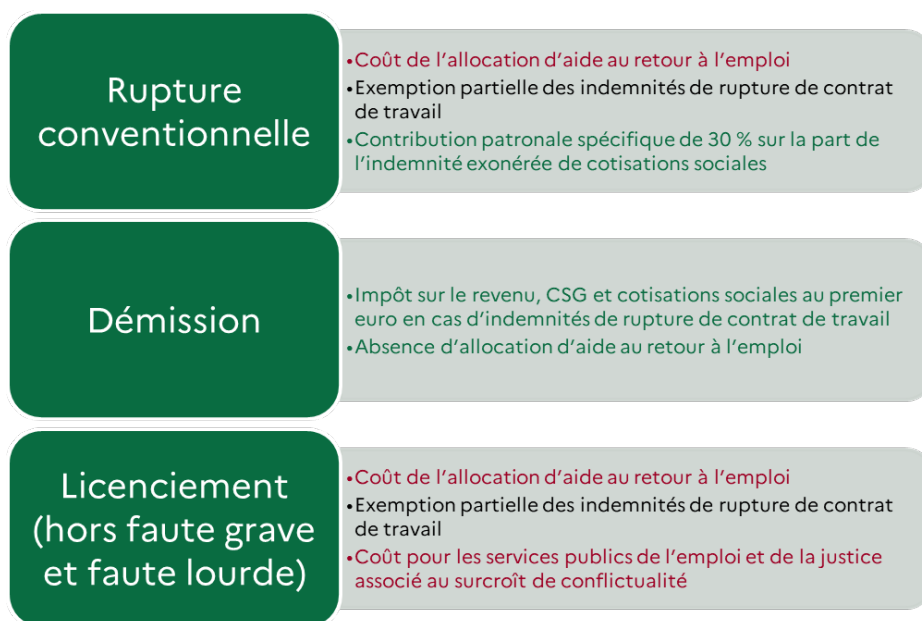 Rupture
conventionnelle
•Coût de l’allocation d’aide au retour à l’emploi
•Exemption partielle des indemnités de rupture de contrat
de travail
•Contribution patronale spécifique de 30 % sur la part de
l’indemnité exonérée de cotisations sociales
Démission
•Impôt sur le revenu, CSG et cotisations sociales au premier
euro en cas d’indemnités de rupture de contrat de travail
•Absence d’allocation d’aide au retour à l’emploi
Licenciement
(hors faute grave
et faute lourde)
•Coût de l’allocation d’aide au retour à l’emploi
•Exemption partielle des indemnités de rupture de contrat
de travail
•Coût pour les services publics de l’emploi et de la justice
associé au surcroît de conflictualité